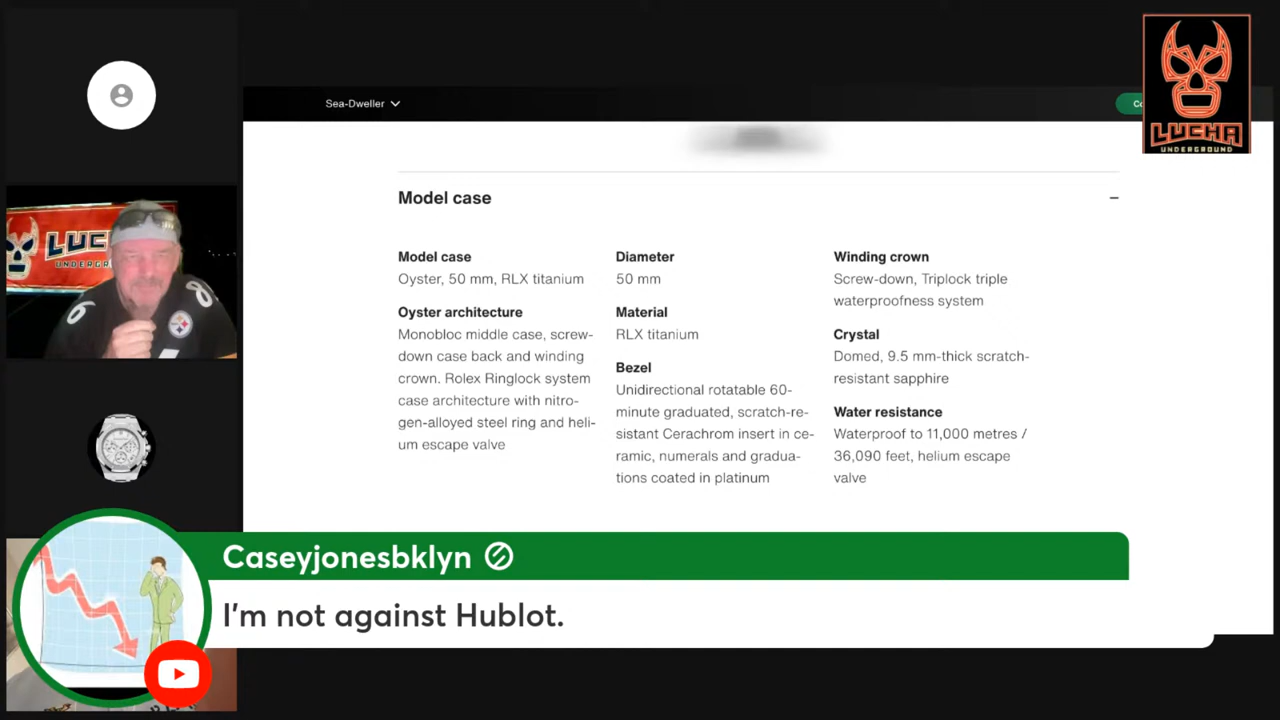 Sea-Dweller
LUCHA
UNDERGROUND
Model case
Model case
Oyster, 50 mm, RLX titanium
Oyster architecture
Monobloc middle case, screw-
down case back and winding
crown. Rolex Ringlock system
case architecture with nitro-
gen-alloyed steel ring and heli-
um escape valve
Diameter
50 mm
Material
RLX titanium
Bezel
Unidirectional rotatable 60-
minute graduated, scratch-re-
sistant Cerachrom insert in ce-
ramic, numerals and gradua-
tions coated in platinum
Winding crown
Screw-down, Triplock triple
waterproofness system
Crystal
Domed, 9.5 mm-thick scratch-
resistant sapphire
Water resistance
Waterproof to 11,000 metres /
36,090 feet, helium escape
valve
Caseyjonesbklyn
I'm not against Hublot.